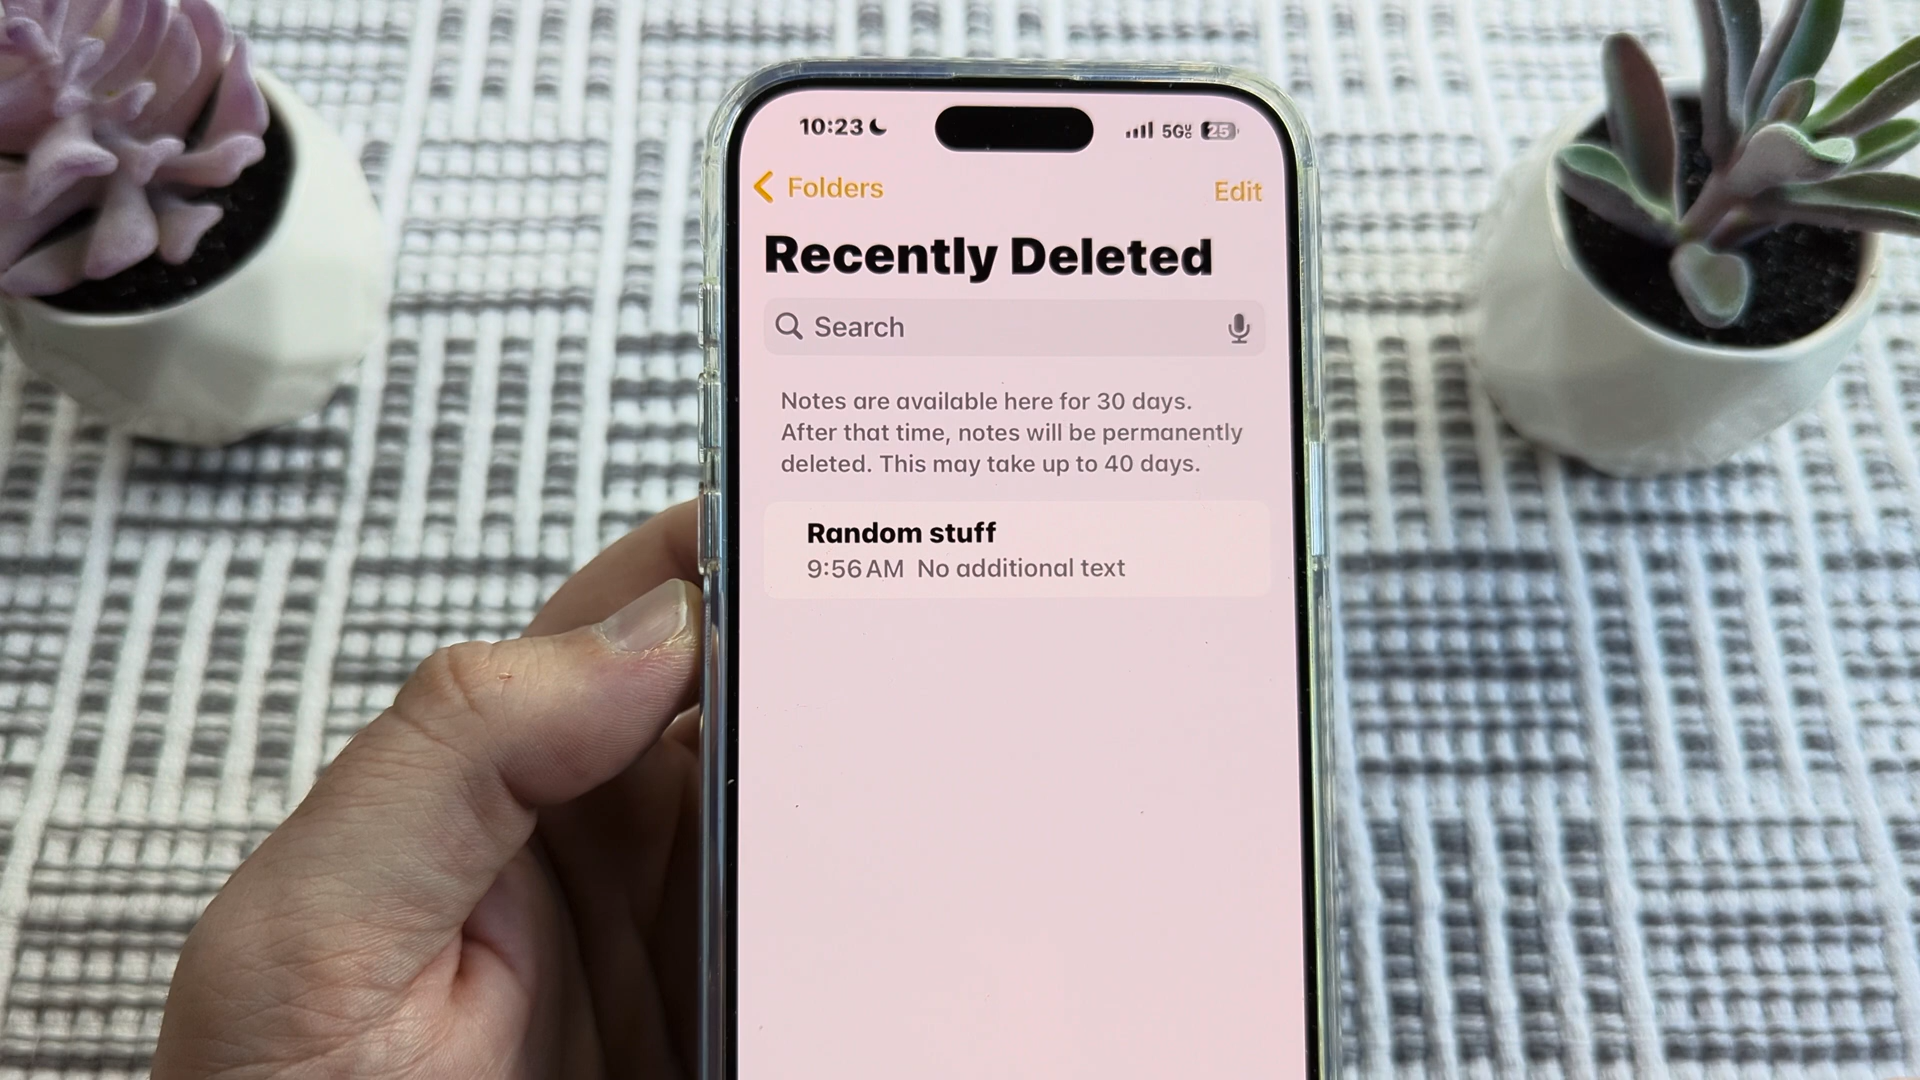 10:23 5G 25
Folders Edit
Recently Deleted
Search
Notes are available here for 30 days.
After that time, notes will be permanently
deleted. This may take up to 40 days.
Random stuff
9:56 AM No additional text